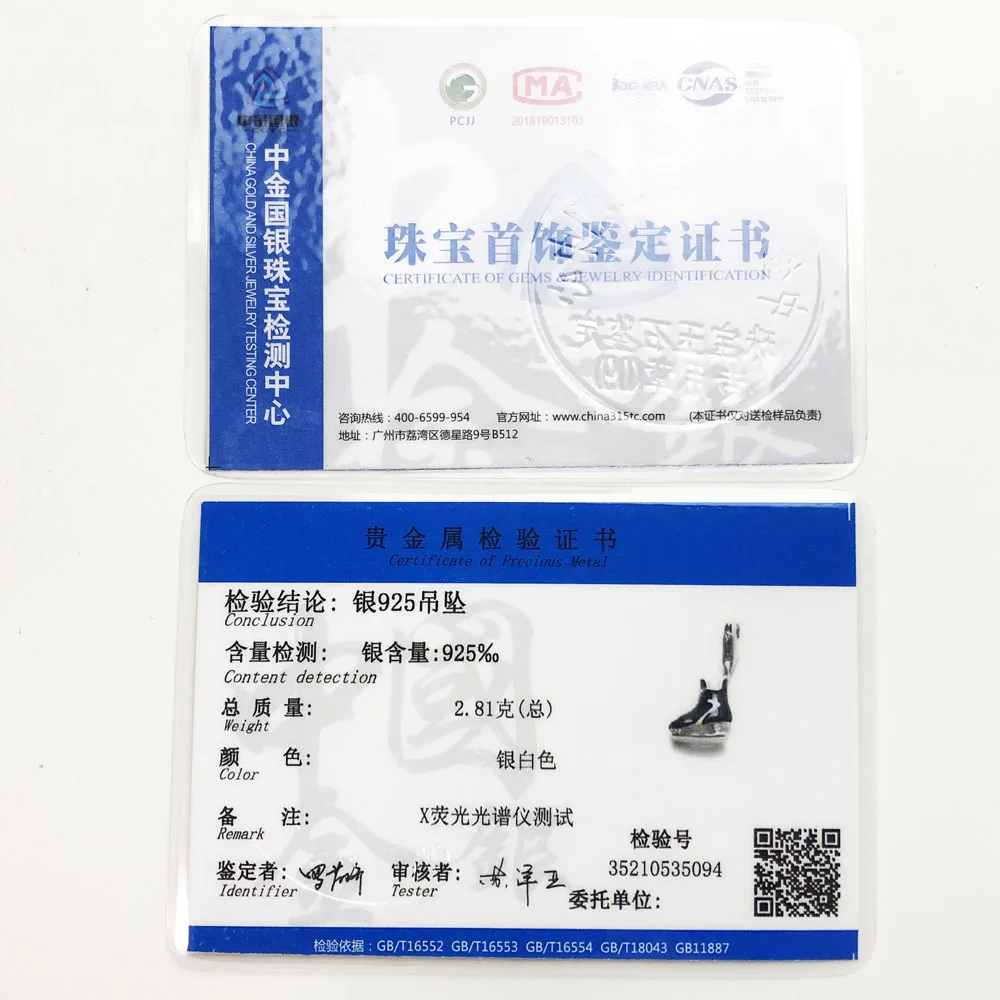 中金国银
CGTC
中金国银珠宝检测中心
CHINA GOLD AND SILVER JEWELRY TESTING CENTER
PCJJ
MA
201819013103
CNAS
TESTING
珠宝首饰鉴定证书
CERTIFICATE OF GEMS & JEWELRY IDENTIFICATION
咨询热线：400-6599-954 官方网址：www.china315tc.com (本证书仅对送检样品负责)
地址：广州市荔湾区德星路9号B512
贵金属检验证书
Certificate of Precious Metal
检验结论: 银925吊坠
Conclusion
含量检测: 银含量:925‰
Content detection
总质量: 2.81克(总)
Weight
颜色: 银白色
Color
备注: X荧光光谱仪测试
Remark
检验号
35210535094
鉴定者:
Identifier
审核者:
Tester
委托单位:
检验依据：GB/T16552 GB/T16553 GB/T16554 GB/T18043 GB11887